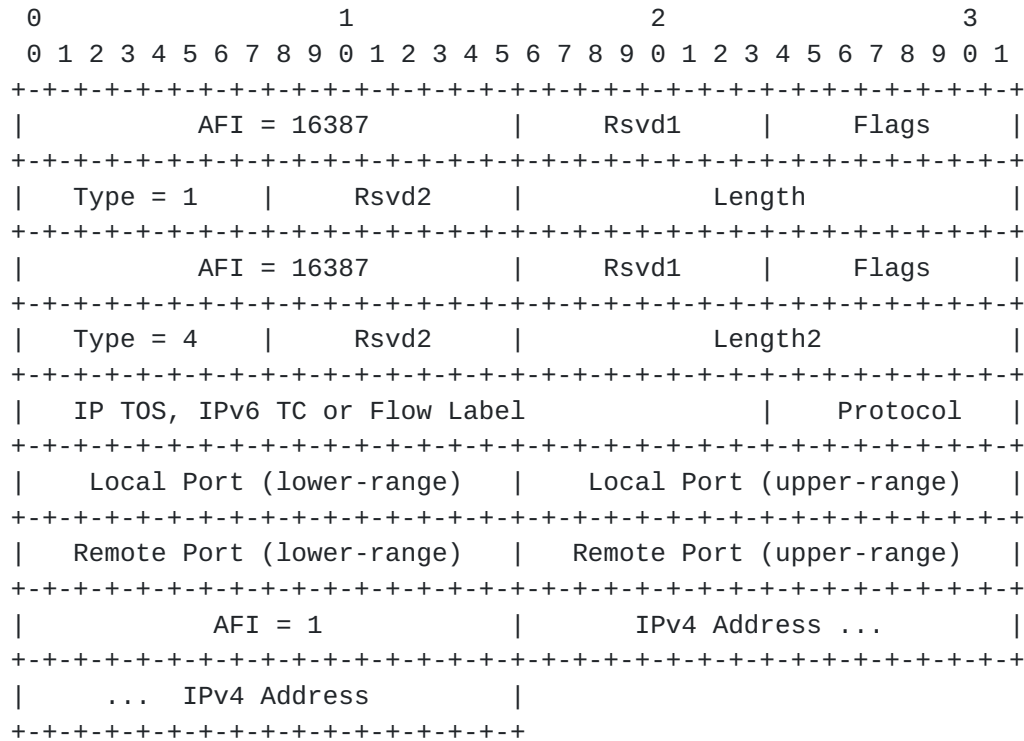 0                   1                   2                   3
 0 1 2 3 4 5 6 7 8 9 0 1 2 3 4 5 6 7 8 9 0 1 2 3 4 5 6 7 8 9 0 1
+-+-+-+-+-+-+-+-+-+-+-+-+-+-+-+-+-+-+-+-+-+-+-+-+-+-+-+-+-+-+-+-+
|           AFI = 16387         |     Rsvd1     |     Flags     |
+-+-+-+-+-+-+-+-+-+-+-+-+-+-+-+-+-+-+-+-+-+-+-+-+-+-+-+-+-+-+-+-+
|   Type = 1    |     Rsvd2     |            Length             |
+-+-+-+-+-+-+-+-+-+-+-+-+-+-+-+-+-+-+-+-+-+-+-+-+-+-+-+-+-+-+-+-+
|           AFI = 16387         |     Rsvd1     |     Flags     |
+-+-+-+-+-+-+-+-+-+-+-+-+-+-+-+-+-+-+-+-+-+-+-+-+-+-+-+-+-+-+-+-+
|   Type = 4    |     Rsvd2     |            Length2            |
+-+-+-+-+-+-+-+-+-+-+-+-+-+-+-+-+-+-+-+-+-+-+-+-+-+-+-+-+-+-+-+-+
|   IP TOS, IPv6 TC or Flow Label               |    Protocol   |
+-+-+-+-+-+-+-+-+-+-+-+-+-+-+-+-+-+-+-+-+-+-+-+-+-+-+-+-+-+-+-+-+
|    Local Port (lower-range)   |    Local Port (upper-range)   |
+-+-+-+-+-+-+-+-+-+-+-+-+-+-+-+-+-+-+-+-+-+-+-+-+-+-+-+-+-+-+-+-+
|   Remote Port (lower-range)   |   Remote Port (upper-range)   |
+-+-+-+-+-+-+-+-+-+-+-+-+-+-+-+-+-+-+-+-+-+-+-+-+-+-+-+-+-+-+-+-+
|            AFI = 1            |       IPv4 Address ...        |
+-+-+-+-+-+-+-+-+-+-+-+-+-+-+-+-+-+-+-+-+-+-+-+-+-+-+-+-+-+-+-+-+
|     ...  IPv4 Address         |
+-+-+-+-+-+-+-+-+-+-+-+-+-+-+-+-+